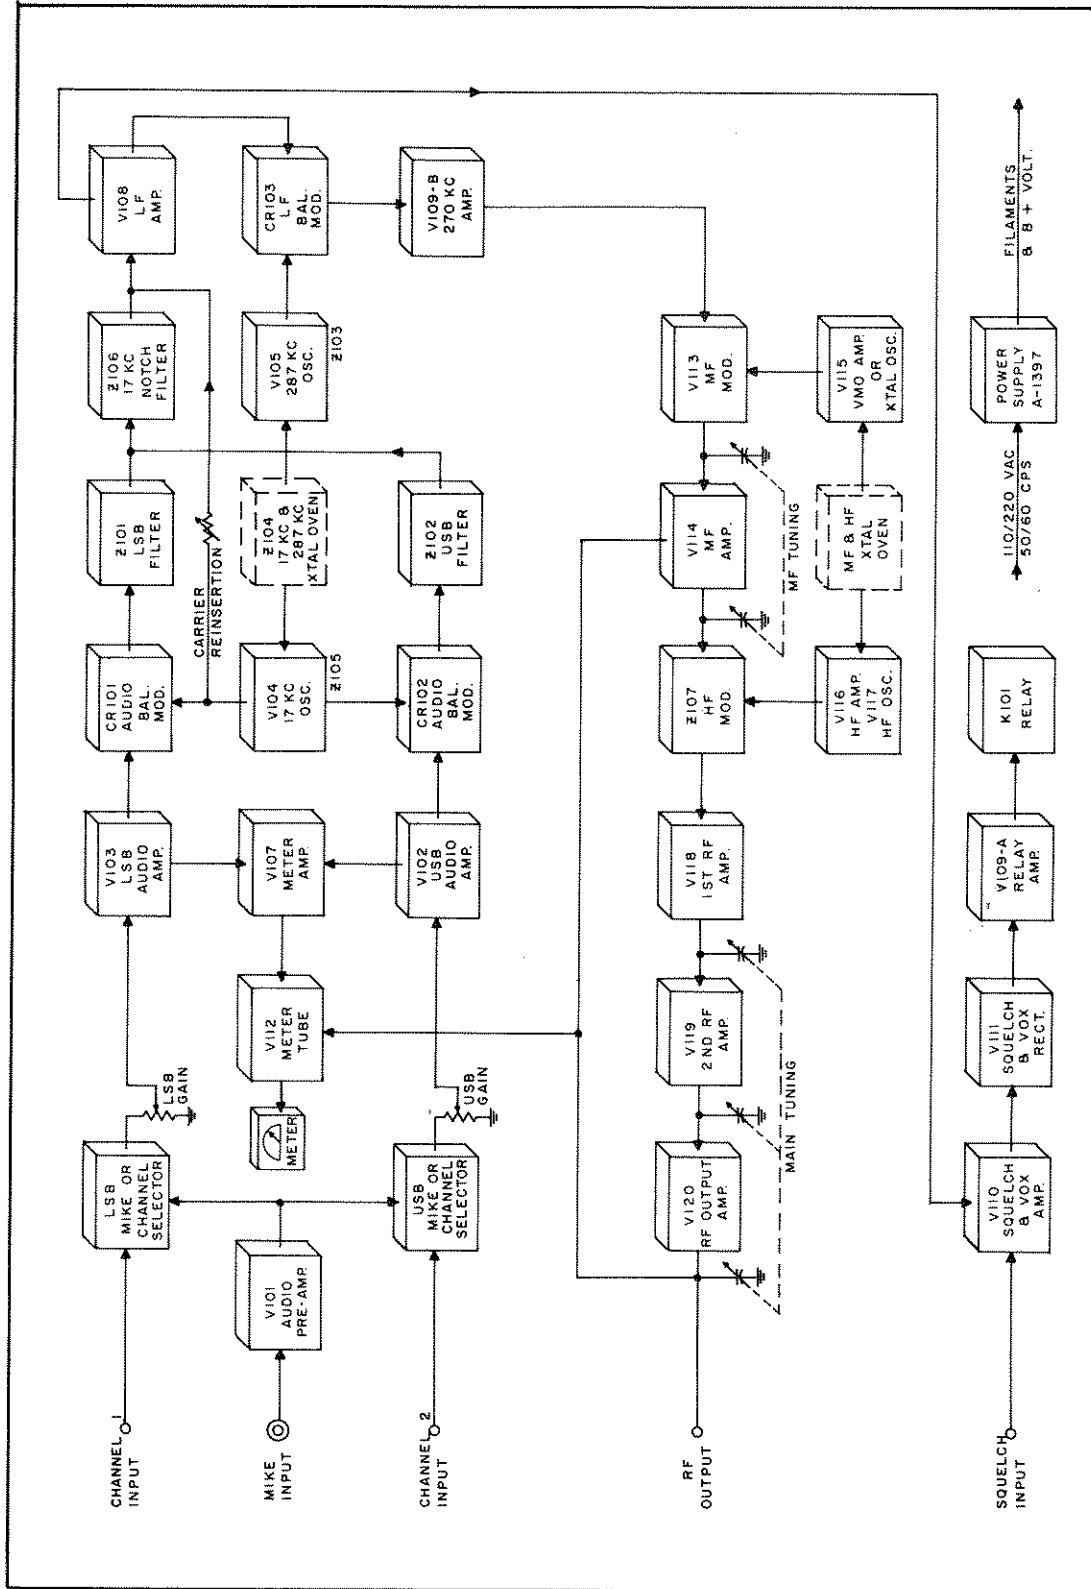 CHANNEL 1
INPUT
LSB
MIKE OR
CHANNEL
SELECTOR
LSB
GAIN
V103
LSB
AUDIO
AMP.
CR101
AUDIO
BAL.
MOD.
Z101
LSB
FILTER
Z106
17 KC
NOTCH
FILTER
V108
LF
AMP.
CARRIER
REINSERTION
MIKE
INPUT
V101
AUDIO
PRE-AMP.
METER
V112
METER
TUBE
V107
METER
AMP.
V104
17 KC
OSC.
Z105
Z104
17 KC &
287 KC
XTAL OVEN
V105
287 KC
OSC.
Z103
CR103
LF
BAL.
MOD.
CHANNEL 2
INPUT
USB
MIKE OR
CHANNEL
SELECTOR
USB
GAIN
V102
USB
AUDIO
AMP.
CR102
AUDIO
BAL.
MOD.
Z102
USB
FILTER
V109-B
270 KC
AMP.
RF
OUTPUT
V120
RF OUTPUT
AMP.
V119
2ND RF
AMP.
V118
1ST RF
AMP.
Z107
HF
MOD.
V114
MF
AMP.
V113
MF
MOD.
MAIN TUNING
MF TUNING
V116
HF AMP.
V117
HF OSC.
MF & HF
XTAL
OVEN
V115
VMO AMP.
OR
XTAL OSC.
SQUELCH
INPUT
V110
SQUELCH
& VOX
AMP.
V111
SQUELCH
& VOX
RECT.
V109-A
RELAY
AMP.
K101
RELAY
110/220 VAC
50/60 CPS
POWER
SUPPLY
A-1397
FILAMENTS
& B + VOLT.